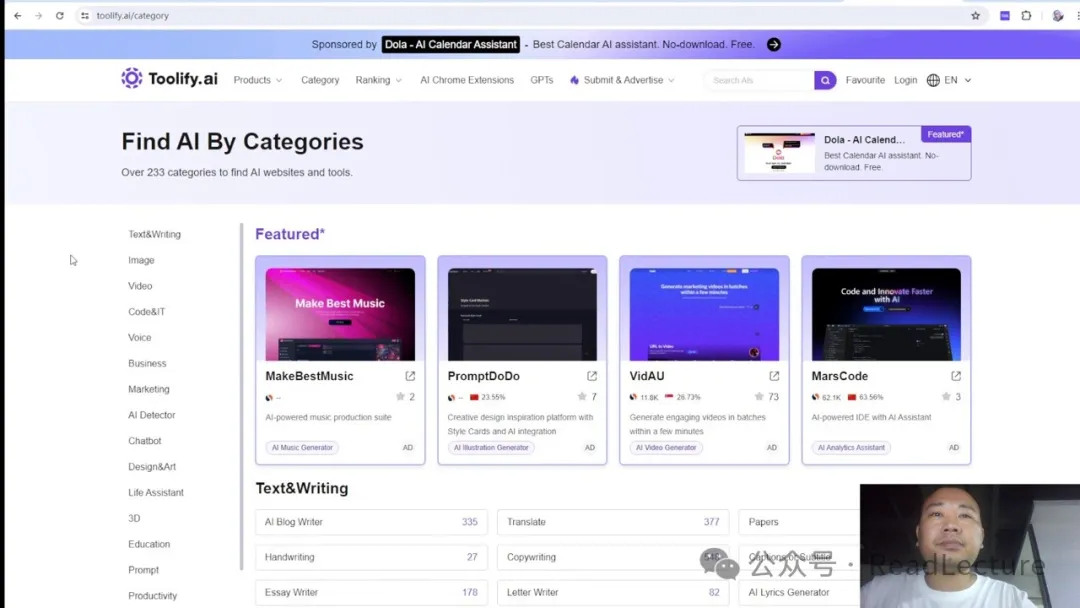 toolify.ai/category
Sponsored by Dola - AI Calendar Assistant - Best Calendar AI assistant. No-download. Free.
Toolify.ai Products Category Ranking AI Chrome Extensions GPTs Submit & Advertise Search AIs Favourite Login EN
Find AI By Categories
Over 233 categories to find AI websites and tools.
Dola - AI Calend... Featured*
Best Calendar AI assistant. No-
download. Free.
Text&Writing
Image
Video
Code&IT
Voice
Business
Marketing
AI Detector
Chatbot
Design&Art
Life Assistant
3D
Education
Prompt
Productivity
Featured*
Make Best Music
MakeBestMusic
-- 2
AI-powered music production suite
AI Music Generator AD
PromptDoDo
-- 23.55% 7
Creative design inspiration platform with
Style Cards and AI integration
AI Illustration Generator AD
Generate marketing videos in batches
within a few minutes
URL to Video
VidAU
11.8K 26.73% 73
Generate engaging videos in batches
within a few minutes
AI Video Generator AD
Code and Innovate Faster
with AI
MarsCode
62.1K 63.56% 3
AI-powered IDE with AI Assistant
AI Analytics Assistant AD
Text&Writing
AI Blog Writer 335
Translate 377
Papers
Handwriting 27
Copywriting
Captions or Subtitle
Essay Writer 178
Letter Writer 82
AI Lyrics Generator
公众号 · ReadLecture